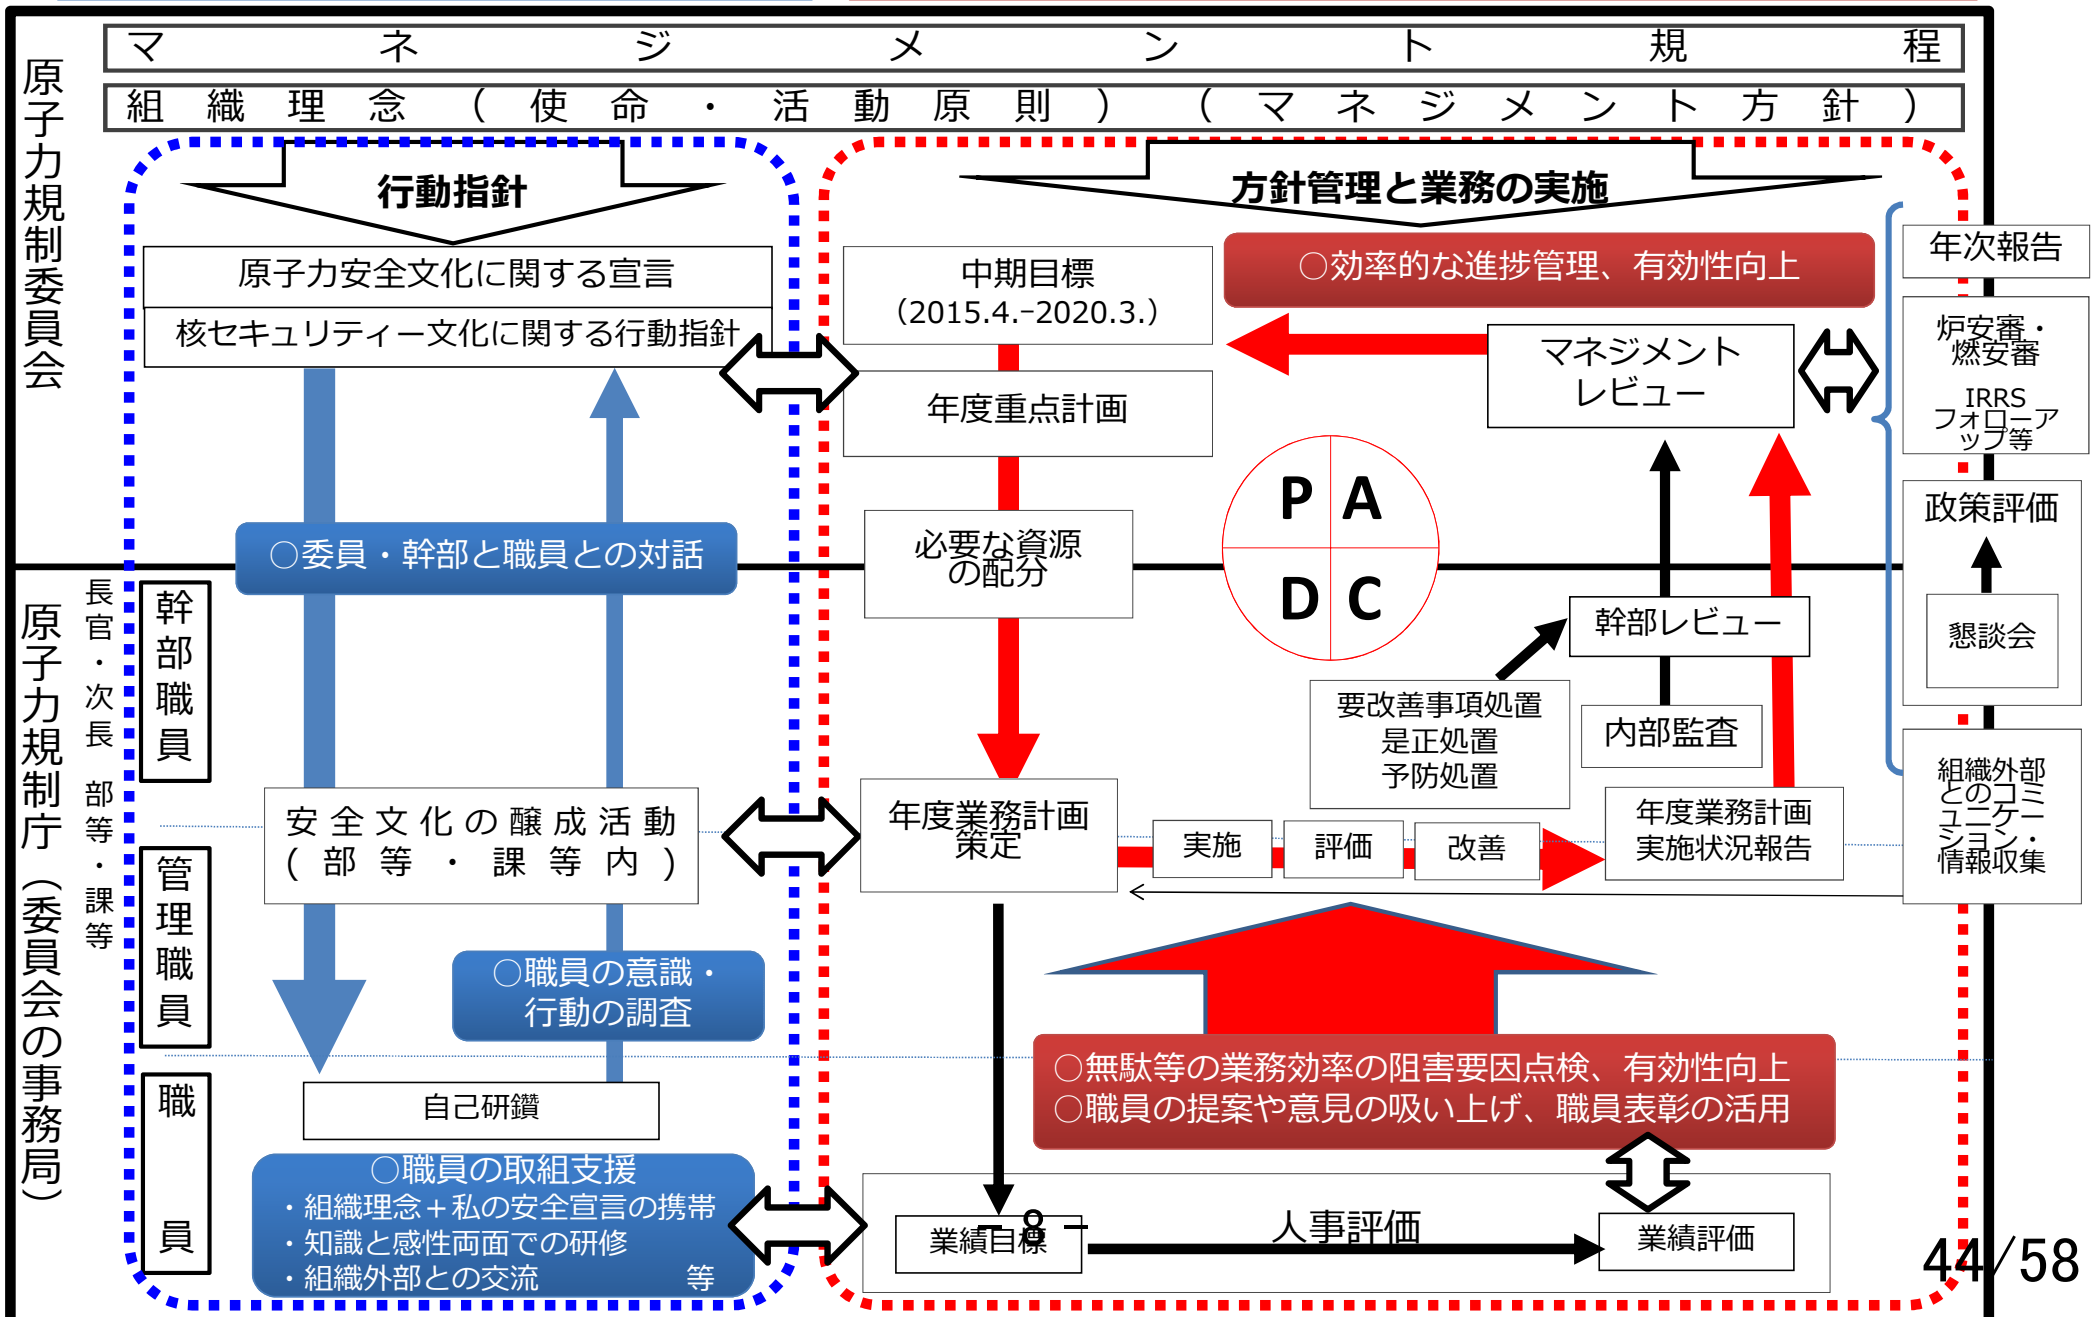 マネジメント規程
組織理念(使命・活動原則)(マネジメント方針)
原子力規制委員会
行動指針
方針管理と業務の実施
原子力安全文化に関する宣言
核セキュリティー文化に関する行動指針
中期目標
(2015.4.-2020.3.)
○効率的な進捗管理、有効性向上
年次報告
炉安審・
燃安審
IRRS
フォローア
ップ等
マネジメント
レビュー
年度重点計画
P A
D C
政策評価
懇談会
○委員・幹部と職員との対話
必要な資源
の配分
原子力規制庁(委員会の事務局)
長官・次長 部等・課等
幹部職員
管理職員
職員
幹部レビュー
要改善事項処置
是正処置
予防処置
内部監査
組織外部
とのコミ
ュニケー
ション・
情報収集
安全文化の醸成活動
(部等・課等内)
年度業務計画
策定
実施
評価
改善
年度業務計画
実施状況報告
○職員の意識・
行動の調査
○無駄等の業務効率の阻害要因点検、有効性向上
○職員の提案や意見の吸い上げ、職員表彰の活用
自己研鑽
○職員の取組支援
・組織理念+私の安全宣言の携帯
・知識と感性両面での研修
・組織外部との交流 等
人事評価
業績目標
業績評価
- 8 -
44/58